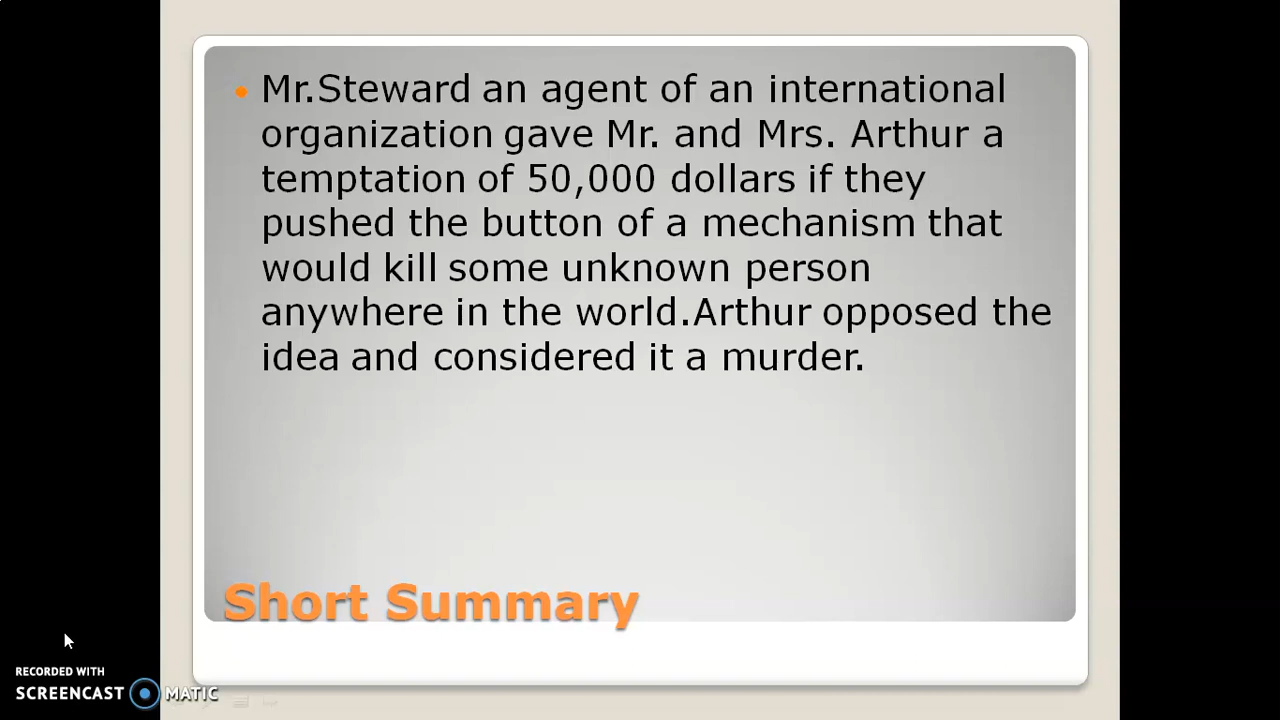 Mr.Steward an agent of an international
organization gave Mr. and Mrs. Arthur a
temptation of 50,000 dollars if they
pushed the button of a mechanism that
would kill some unknown person
anywhere in the world.Arthur opposed the
idea and considered it a murder.
Short Summary
RECORDED WITH
SCREENCAST MATIC